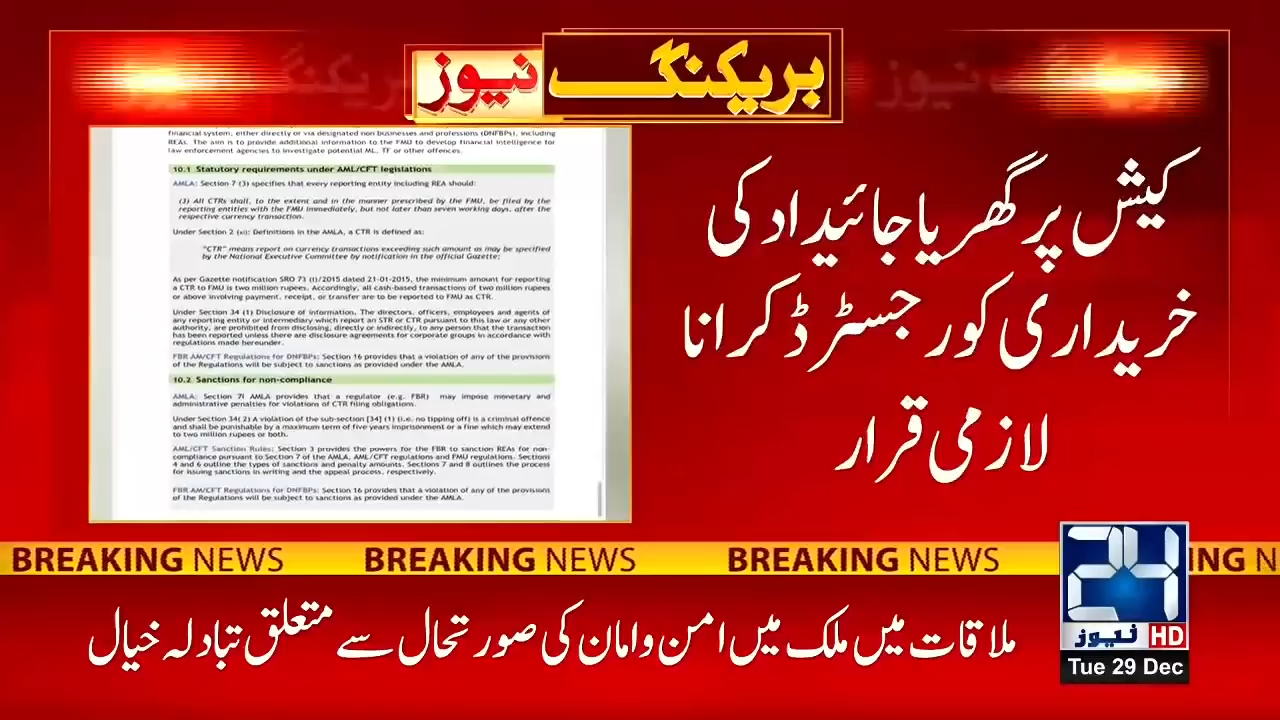 بریکنگ نیوز
financial system, either directly or via designated non businesses and professions (DNFBPs), including
REAs. The aim is to provide additional information to the FMU to develop financial intelligence for
law enforcement agencies to investigate potential ML, TF or other offences.
10.1 Statutory requirements under AML/CFT legislations
AMLA: Section 7 (3) specifies that every reporting entity including REA should:
(3) All CTRs shall, to the extent and in the manner prescribed by the FMU, be filed by the
reporting entities with the FMU immediately, but not later than seven working days, after the
respective currency transaction.
Under Section 2 (xi): Definitions in the AMLA, a CTR is defined as:
"CTR" means report on currency transactions exceeding such amount as may be specified
by the National Executive Committee by notification in the official Gazette;
As per Gazette notification SRO 73 (I)/2015 dated 21-01-2015, the minimum amount for reporting
a CTR to FMU is two million rupees. Accordingly, all cash-based transactions of two million rupees
or above involving payment, receipt, or transfer are to be reported to FMU as CTR.
Under Section 34 (1) Disclosure of information. The directors, officers, employees and agents of
any reporting entity or intermediary which report an STR or CTR pursuant to this law or any other
authority, are prohibited from disclosing, directly or indirectly, to any person that the transaction
has been reported unless there are disclosure agreements for corporate groups in accordance with
regulations made hereunder.
FBR AM/CFT Regulations for DNFBPs: Section 16 provides that a violation of any of the provisions
of the Regulations will be subject to sanctions as provided under the AMLA.
10.2 Sanctions for non-compliance
AMLA: Section 7I AMLA provides that a regulator (e.g. FBR) may impose monetary and
administrative penalties for violations of CTR filing obligations.
Under Section 34( 2) A violation of the sub-section [34] (1) (i.e. no tipping off) is a criminal offence
and shall be punishable by a maximum term of five years imprisonment or a fine which may extend
to two million rupees or both.
AML/CFT Sanction Rules: Section 3 provides the powers for the FBR to sanction REAs for non-
compliance pursuant to Section 7 of the AMLA, AML/CFT regulations and FMU regulations. Sections
4 and 6 outline the types of sanctions and penalty amounts. Sections 7 and 8 outlines the process
for issuing sanctions in writing and the appeal process, respectively.
FBR AM/CFT Regulations for DNFBPs: Section 16 provides that a violation of any of the provisions
of the Regulations will be subject to sanctions as provided under the AMLA.
کیش پر گھر یا جائیداد کی
خریداری کو رجسٹرڈ کرانا
لازمی قرار
BREAKING NEWS BREAKING NEWS BREAKING NEWS
24
نیوز HD
Tue 29 Dec
ملاقات میں ملک میں امن و امان کی صورتحال سے متعلق تبادلہ خیال